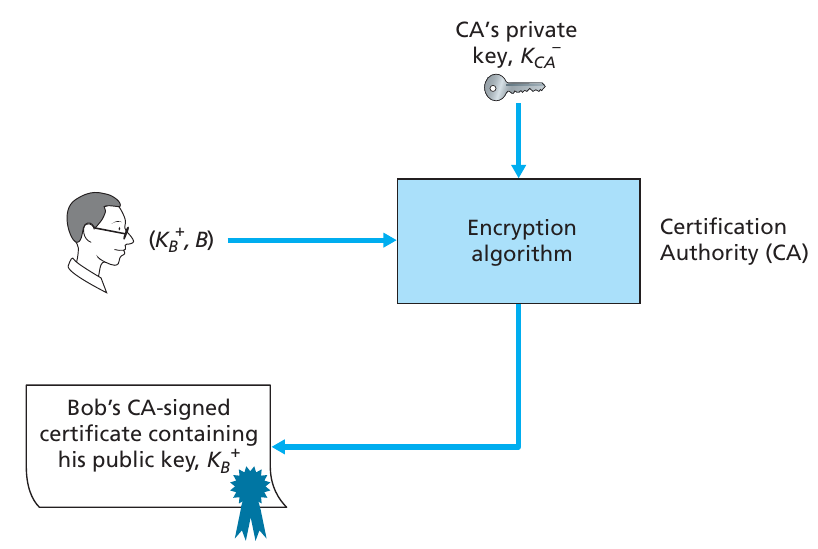 CA’s private
key, K_CA^–
(K_B^+, B)
Encryption
algorithm
Certification
Authority (CA)
Bob’s CA-signed
certificate containing
his public key, K_B^+